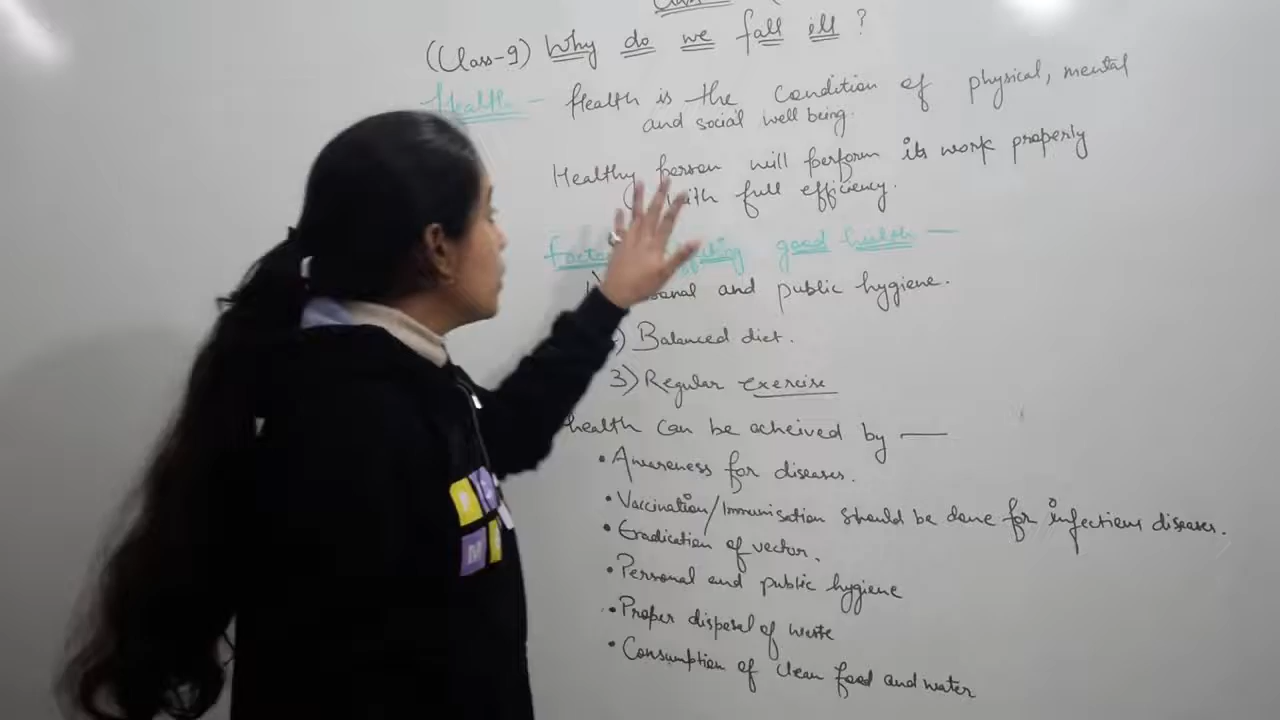 (Class-9) Why do we fall ill ?
Health - Health is the condition of physical, mental
and social well being.
Healthy person will perform its work properly
with full efficiency.
good health -
and public hygiene.
Balanced diet.
3) Regular exercise
health can be acheived by —
• Awareness for diseases.
• Vaccination/Immunisation should be done for infectious diseases.
• Eradication of vector.
• Personal and public hygiene
• Proper disposal of waste
• Consumption of clean food and water